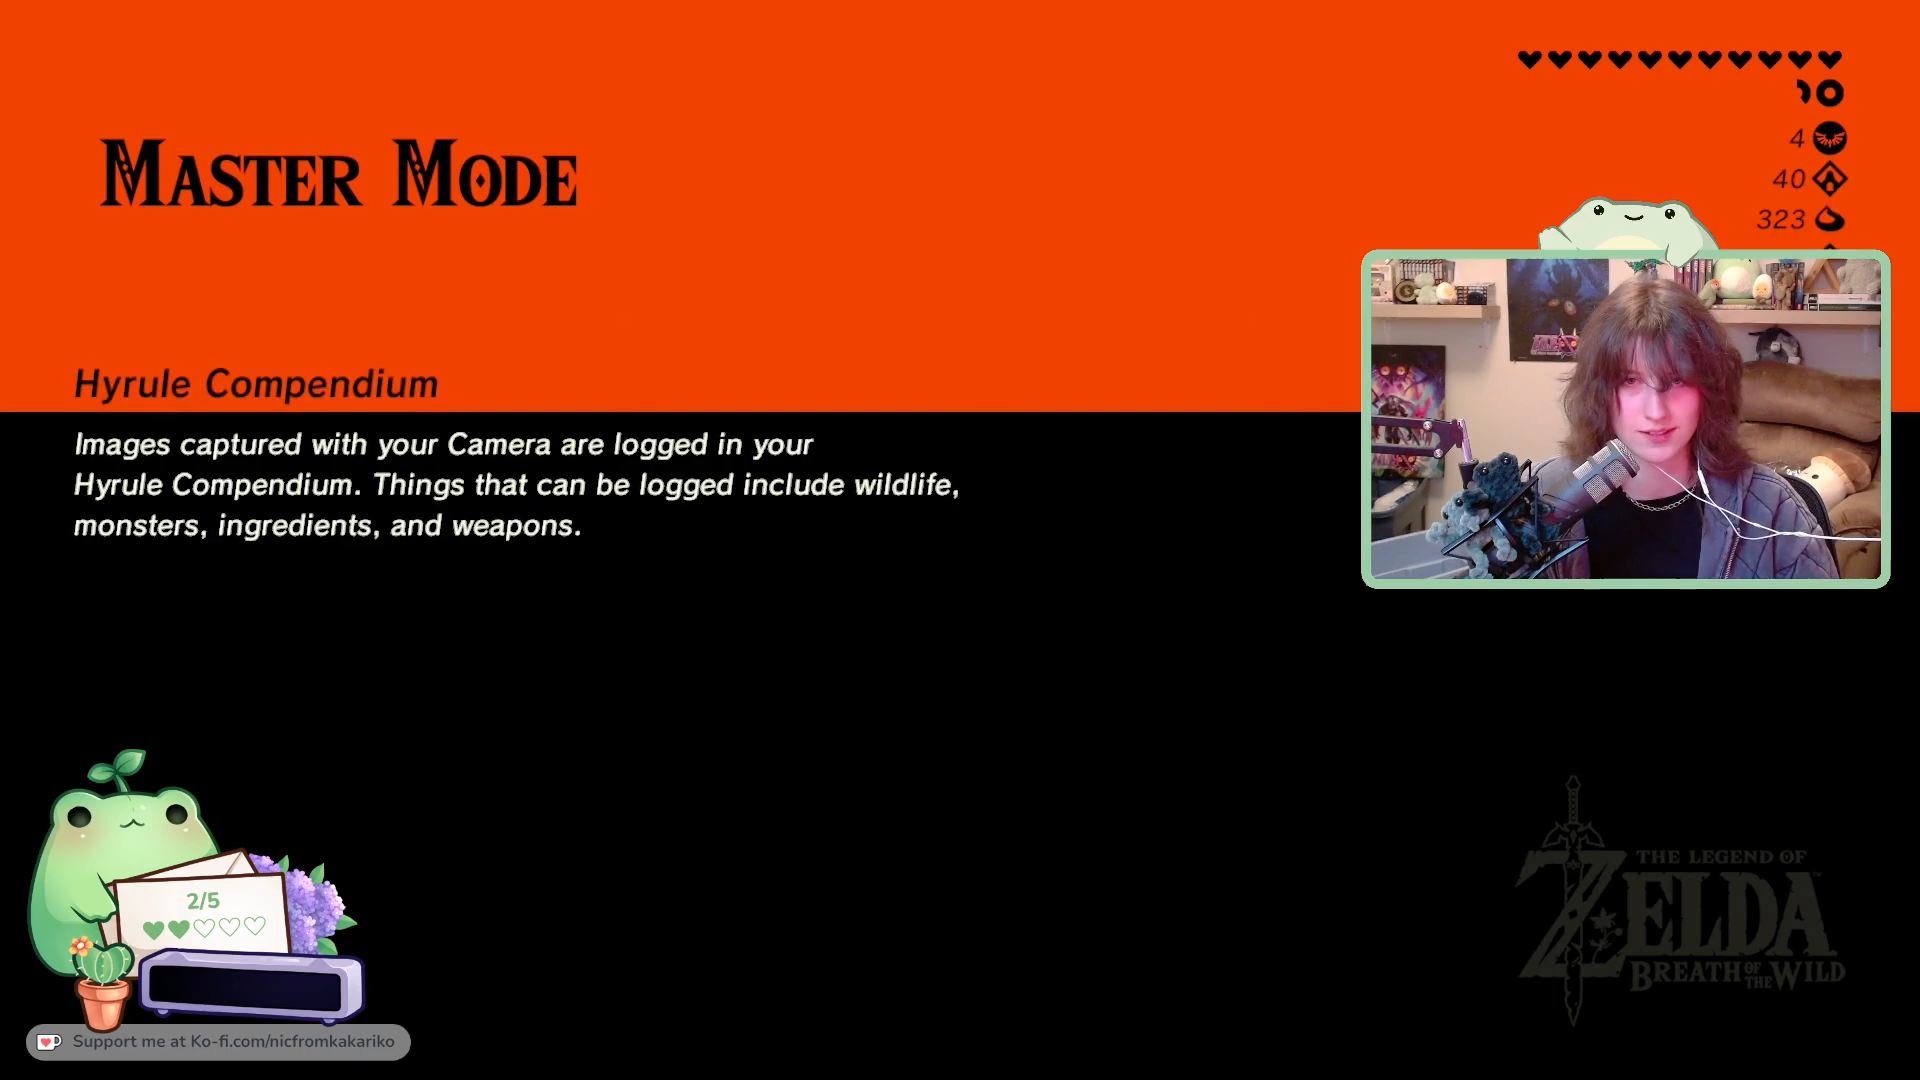 Master Mode
4
40
323
Hyrule Compendium
Images captured with your Camera are logged in your
Hyrule Compendium. Things that can be logged include wildlife,
monsters, ingredients, and weapons.
2/5
THE LEGEND OF
ZELDA
BREATH OF THE WILD
Support me at Ko-fi.com/nicfromkakariko